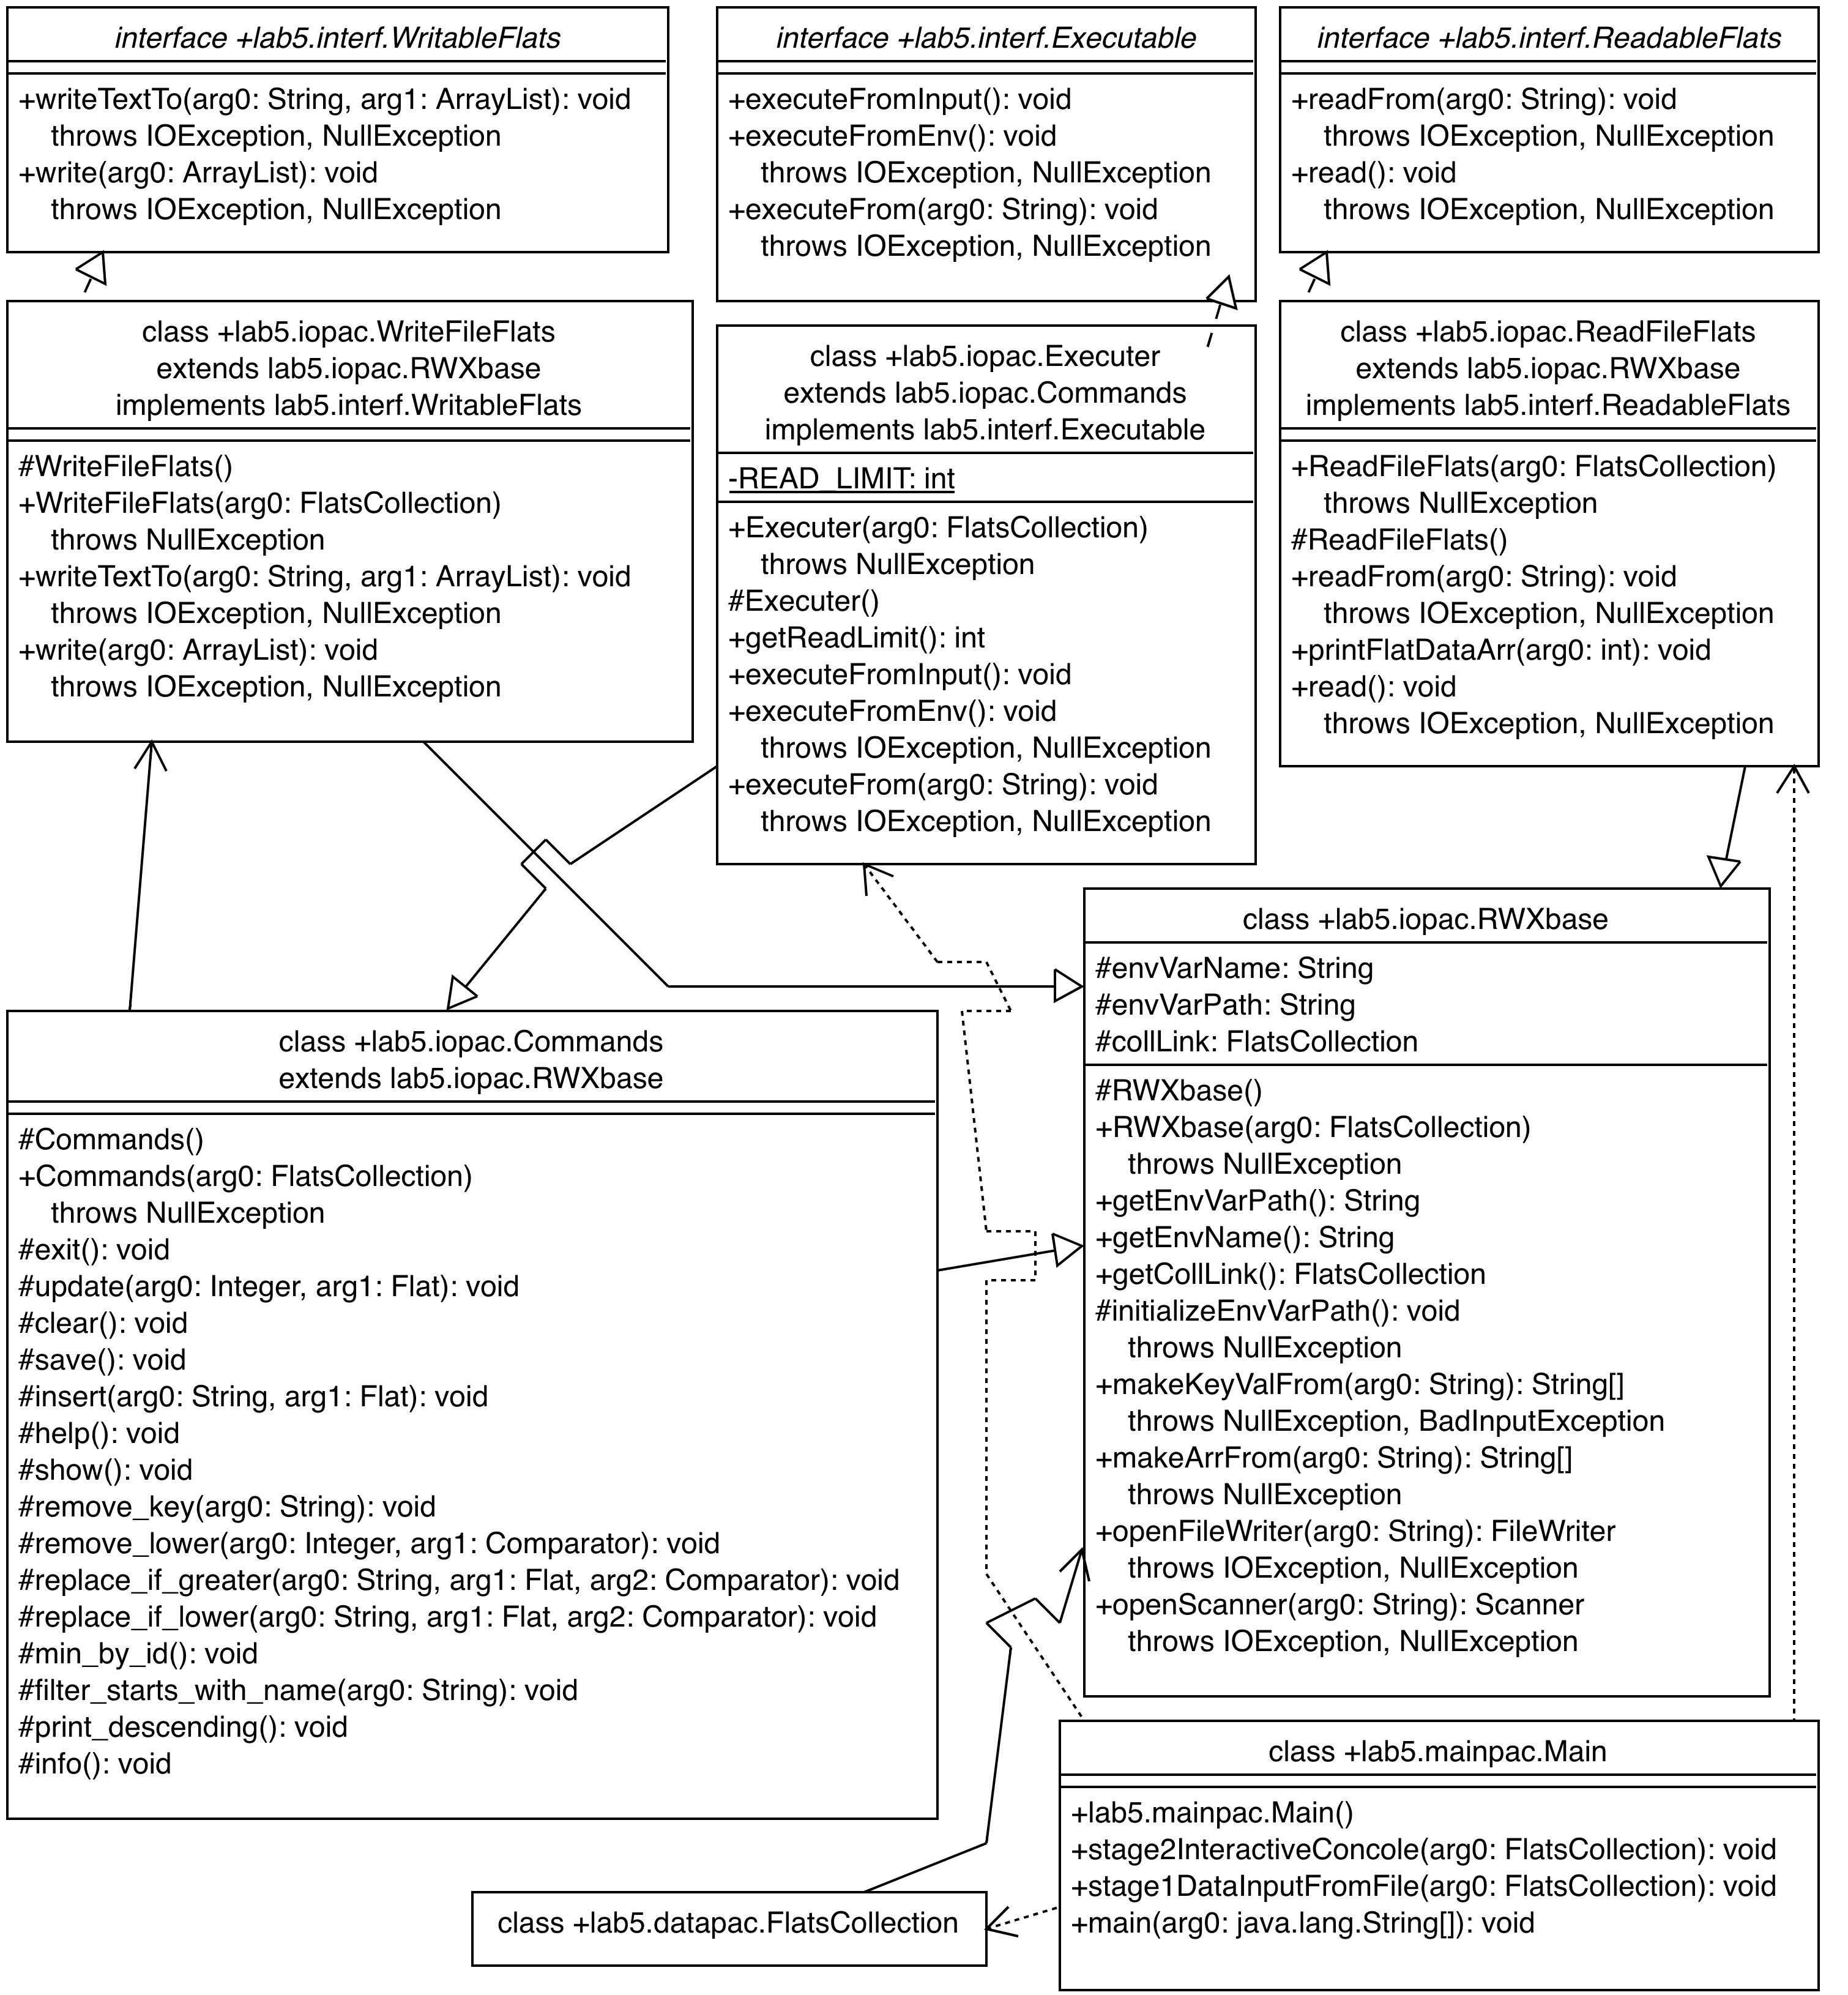 interface +lab5.interf.WritableFlats
+writeTextTo(arg0: String, arg1: ArrayList): void
throws IOException, NullException
+write(arg0: ArrayList): void
throws IOException, NullException
interface +lab5.interf.Executable
+executeFromInput(): void
+executeFromEnv(): void
throws IOException, NullException
+executeFrom(arg0: String): void
throws IOException, NullException
interface +lab5.interf.ReadableFlats
+readFrom(arg0: String): void
throws IOException, NullException
+read(): void
throws IOException, NullException
class +lab5.iopac.WriteFileFlats
extends lab5.iopac.RWXbase
implements lab5.interf.WritableFlats
#WriteFileFlats()
+WriteFileFlats(arg0: FlatsCollection)
throws NullException
+writeTextTo(arg0: String, arg1: ArrayList): void
throws IOException, NullException
+write(arg0: ArrayList): void
throws IOException, NullException
class +lab5.iopac.Executer
extends lab5.iopac.Commands
implements lab5.interf.Executable
-READ_LIMIT: int
+Executer(arg0: FlatsCollection)
throws NullException
#Executer()
+getReadLimit(): int
+executeFromInput(): void
+executeFromEnv(): void
throws IOException, NullException
+executeFrom(arg0: String): void
throws IOException, NullException
class +lab5.iopac.ReadFileFlats
extends lab5.iopac.RWXbase
implements lab5.interf.ReadableFlats
+ReadFileFlats(arg0: FlatsCollection)
throws NullException
#ReadFileFlats()
+readFrom(arg0: String): void
throws IOException, NullException
+printFlatDataArr(arg0: int): void
+read(): void
throws IOException, NullException
class +lab5.iopac.RWXbase
#envVarName: String
#envVarPath: String
#collLink: FlatsCollection
#RWXbase()
+RWXbase(arg0: FlatsCollection)
throws NullException
+getEnvVarPath(): String
+getEnvName(): String
+getCollLink(): FlatsCollection
#initializeEnvVarPath(): void
throws NullException
+makeKeyValFrom(arg0: String): String[]
throws NullException, BadInputException
+makeArrFrom(arg0: String): String[]
throws NullException
+openFileWriter(arg0: String): FileWriter
throws IOException, NullException
+openScanner(arg0: String): Scanner
throws IOException, NullException
class +lab5.iopac.Commands
extends lab5.iopac.RWXbase
#Commands()
+Commands(arg0: FlatsCollection)
throws NullException
#exit(): void
#update(arg0: Integer, arg1: Flat): void
#clear(): void
#save(): void
#insert(arg0: String, arg1: Flat): void
#help(): void
#show(): void
#remove_key(arg0: String): void
#remove_lower(arg0: Integer, arg1: Comparator): void
#replace_if_greater(arg0: String, arg1: Flat, arg2: Comparator): void
#replace_if_lower(arg0: String, arg1: Flat, arg2: Comparator): void
#min_by_id(): void
#filter_starts_with_name(arg0: String): void
#print_descending(): void
#info(): void
class +lab5.mainpac.Main
+lab5.mainpac.Main()
+stage2InteractiveConcole(arg0: FlatsCollection): void
+stage1DataInputFromFile(arg0: FlatsCollection): void
+main(arg0: java.lang.String[]): void
class +lab5.datapac.FlatsCollection